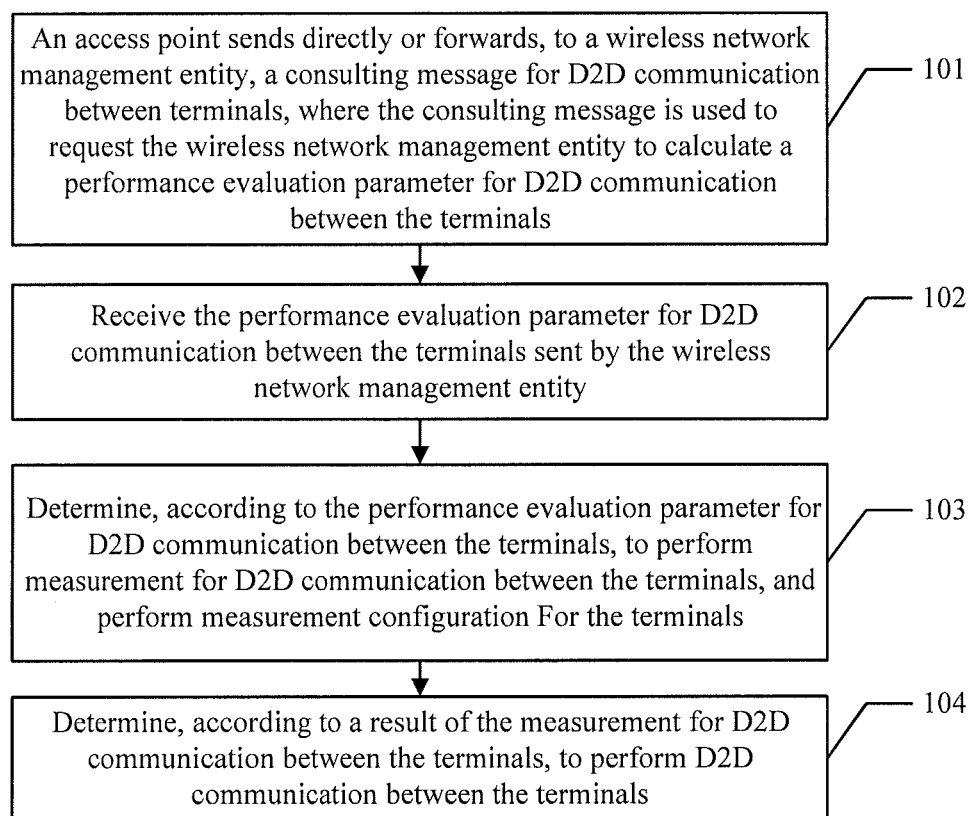 An access point sends directly or forwards, to a wireless network
management entity, a consulting message for D2D communication
between terminals, where the consulting message is used to
request the wireless network management entity to calculate a
performance evaluation parameter for D2D communication
between the terminals
101
Receive the performance evaluation parameter for D2D
communication between the terminals sent by the wireless
network management entity
102
Determine, according to the performance evaluation parameter for
D2D communication between the terminals, to perform
measurement for D2D communication between the terminals, and
perform measurement configuration For the terminals
103
Determine, according to a result of the measurement for D2D
communication between the terminals, to perform D2D
communication between the terminals
104